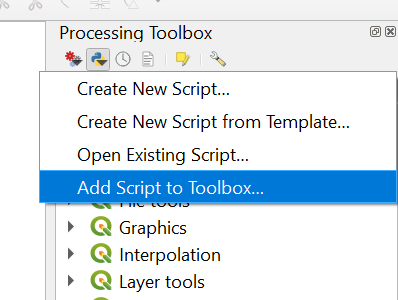 Processing Toolbox
Create New Script...
Create New Script from Template...
Open Existing Script...
Add Script to Toolbox...
File tools
Graphics
Interpolation
Layer tools